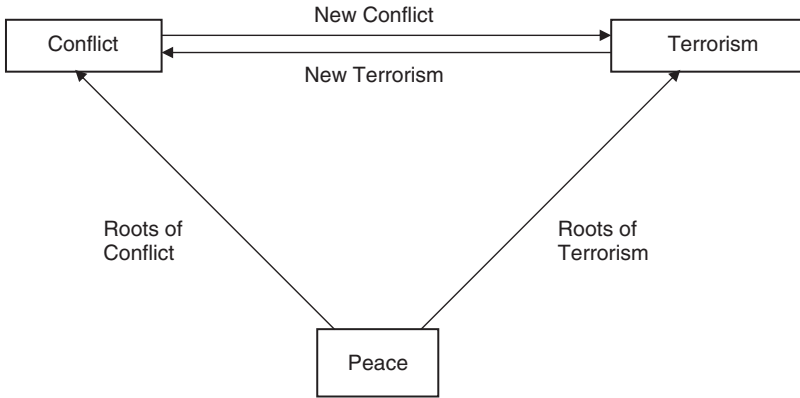 New Conflict
Conflict
Terrorism
New Terrorism
Roots of
Conflict
Roots of
Terrorism
Peace